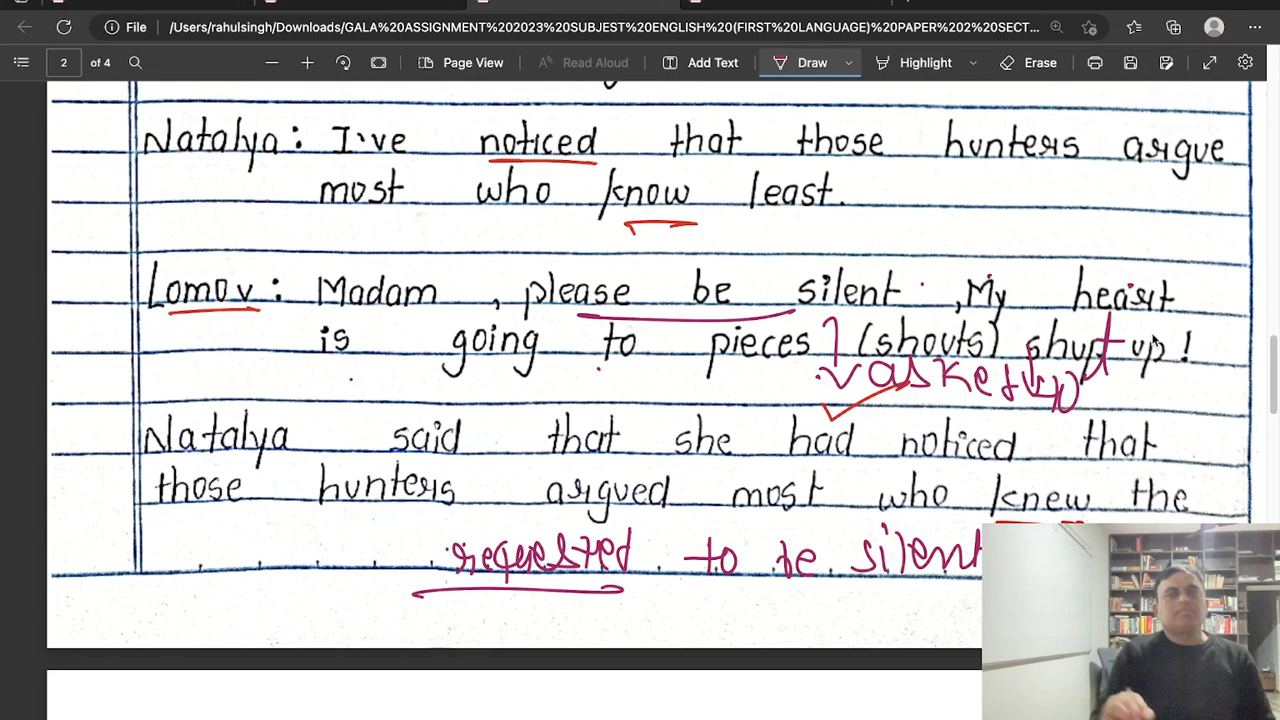 File
/Users/rahulsingh/Downloads/GALA%20ASSIGNMENT%202023%20SUBJEST%20ENGLISH%20(FIRST%20LANGUAGE)%20PAPER%202%20SECT...
2 of 4
Page View
Read Aloud
Add Text
Draw
Highlight
Erase
Natalya: I've noticed that those hunters argue
most who know least.
Lomov: Madam, please be silent, My heart
is going to pieces (shouts) shut up!
asked to
Natalya said that she had noticed that
those hunters argued most who knew the
requested to be silent